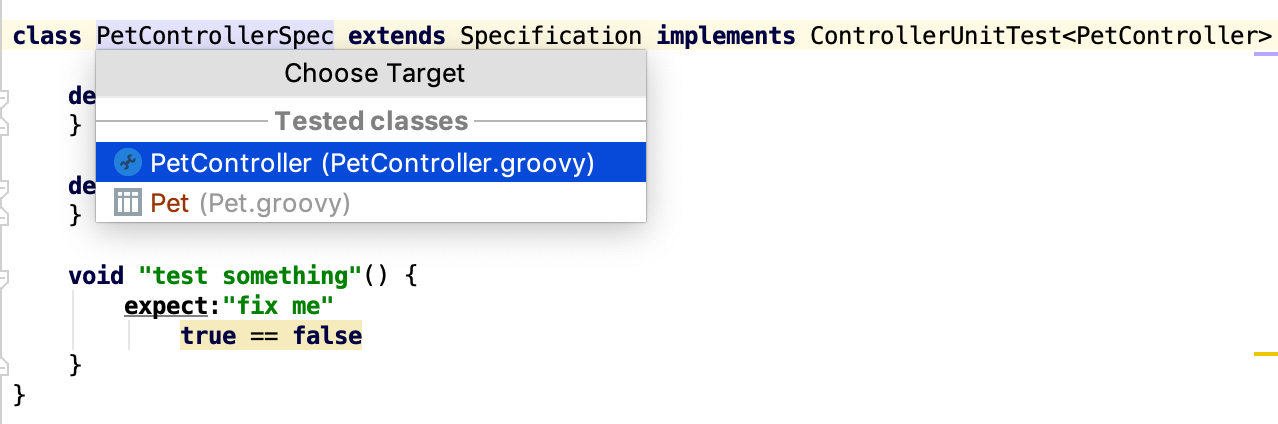 class PetControllerSpec extends Specification implements ControllerUnitTest<PetController>
Choose Target
de
Tested classes
}
PetController (PetController.groovy)
de
Pet (Pet.groovy)
}
void "test something"() {
expect:"fix me"
true == false
}
}